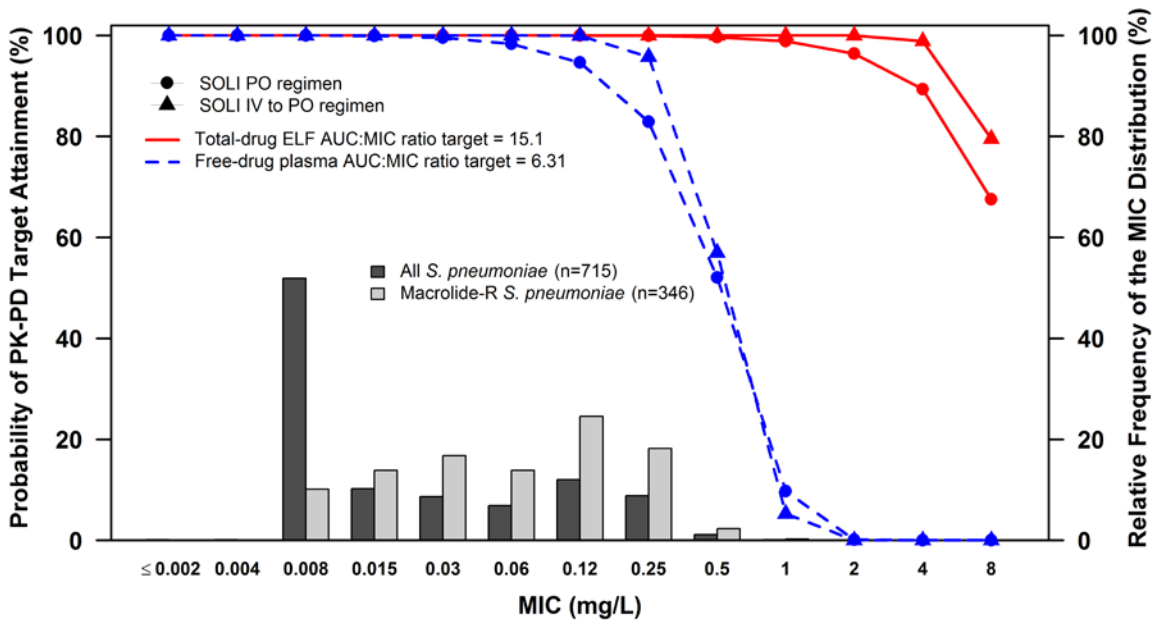 Probability of PK-PD Target Attainment (%)
100
80
60
40
20
0
SOLI PO regimen
SOLI IV to PO regimen
Total-drug ELF AUC:MIC ratio target = 15.1
Free-drug plasma AUC:MIC ratio target = 6.31
All S. pneumoniae (n=715)
Macrolide-R S. pneumoniae (n=346)
100
80
60
40
20
0
Relative Frequency of the MIC Distribution (%)
≤ 0.002 0.004 0.008 0.015 0.03 0.06 0.12 0.25 0.5 1 2 4 8
MIC (mg/L)